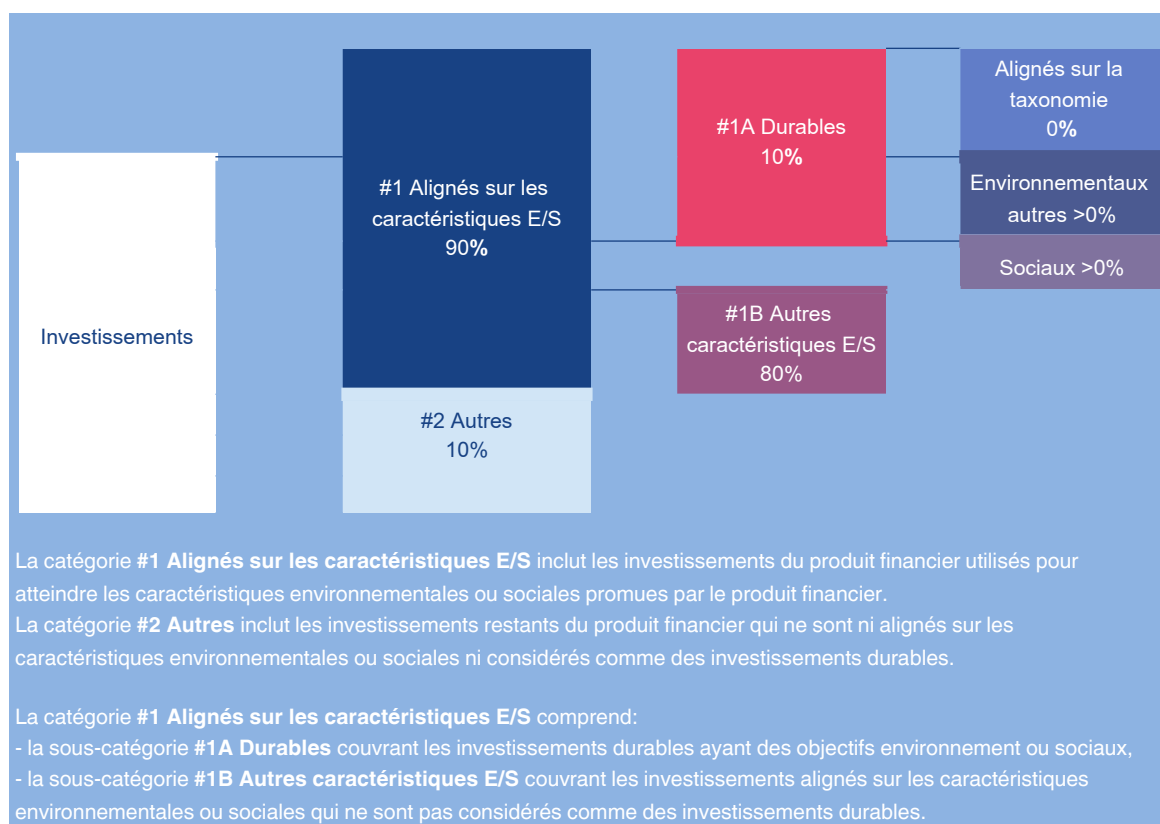 Investissements
#1 Alignés sur les
caractéristiques E/S
90%
#2 Autres
10%
#1A Durables
10%
#1B Autres
caractéristiques E/S
80%
Alignés sur la
taxonomie
0%
Environnementaux
autres >0%
Sociaux >0%
La catégorie #1 Alignés sur les caractéristiques E/S inclut les investissements du produit financier utilisés pour
atteindre les caractéristiques environnementales ou sociales promues par le produit financier.
La catégorie #2 Autres inclut les investissements restants du produit financier qui ne sont ni alignés sur les
caractéristiques environnementales ou sociales ni considérés comme des investissements durables.
La catégorie #1 Alignés sur les caractéristiques E/S comprend:
- la sous-catégorie #1A Durables couvrant les investissements durables ayant des objectifs environnement ou sociaux,
- la sous-catégorie #1B Autres caractéristiques E/S couvrant les investissements alignés sur les caractéristiques
environnementales ou sociales qui ne sont pas considérés comme des investissements durables.